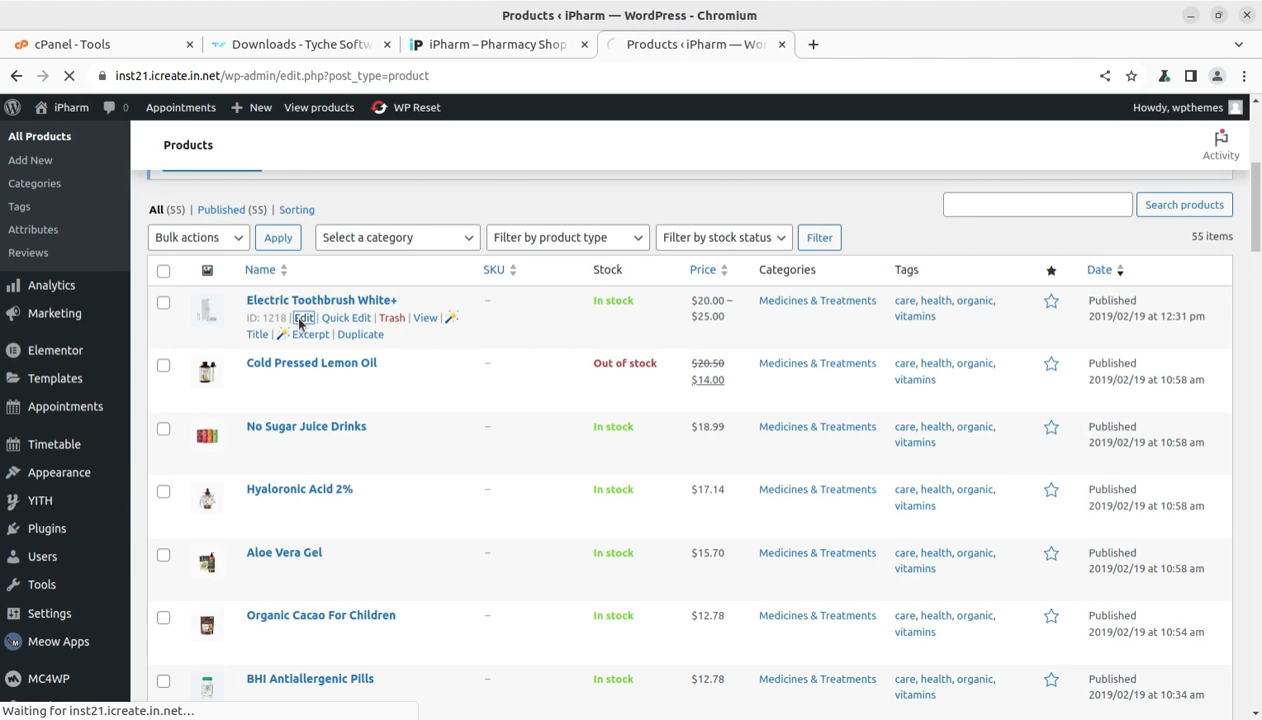 Products ‹ iPharm — WordPress - Chromium
cPanel - Tools
Downloads - Tyche Softw
iPharm – Pharmacy Shop
Products ‹ iPharm — Wo
inst21.icreate.in.net/wp-admin/edit.php?post_type=product
iPharm 0 Appointments New View products WP Reset Howdy, wpthemes
All Products
Add New
Categories
Tags
Attributes
Reviews
Analytics
Marketing
Elementor
Templates
Appointments
Timetable
Appearance
YITH
Plugins
Users
Tools
Settings
Meow Apps
MC4WP
Products
Activity
All (55) | Published (55) | Sorting
Search products
Bulk actions Apply Select a category Filter by product type Filter by stock status Filter 55 items
Name SKU Stock Price Categories Tags Date
Electric Toothbrush White+ – In stock $20.00 – Medicines & Treatments care, health, organic, Published
ID: 1218 | Edit | Quick Edit | Trash | View | $25.00 vitamins 2019/02/19 at 12:31 pm
Title | Excerpt | Duplicate
Cold Pressed Lemon Oil – Out of stock $20.50 Medicines & Treatments care, health, organic, Published
$14.00 vitamins 2019/02/19 at 10:58 am
No Sugar Juice Drinks – In stock $18.99 Medicines & Treatments care, health, organic, Published
vitamins 2019/02/19 at 10:58 am
Hyaloronic Acid 2% – In stock $17.14 Medicines & Treatments care, health, organic, Published
vitamins 2019/02/19 at 10:58 am
Aloe Vera Gel – In stock $15.70 Medicines & Treatments care, health, organic, Published
vitamins 2019/02/19 at 10:58 am
Organic Cacao For Children – In stock $12.78 Medicines & Treatments care, health, organic, Published
vitamins 2019/02/19 at 10:54 am
BHI Antiallergenic Pills – In stock $12.78 Medicines & Treatments care, health, organic, Published
vitamins 2019/02/19 at 10:34 am
Waiting for inst21.icreate.in.net...